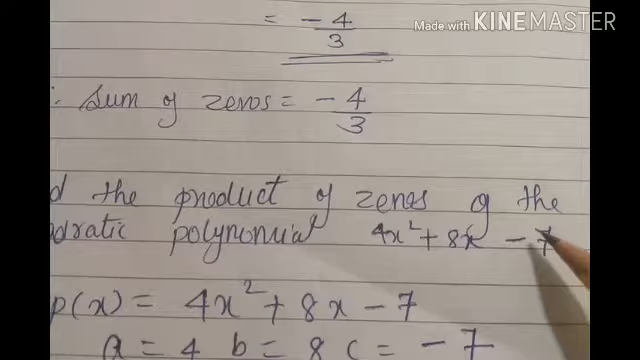 Made with KINEMASTER
= -4/3
∴ Sum of zeros = -4/3
d the product of zeros of the
adratic polynomial 4x² + 8x - 7
p(x) = 4x² + 8x - 7
a = 4 b = 8 c = -7